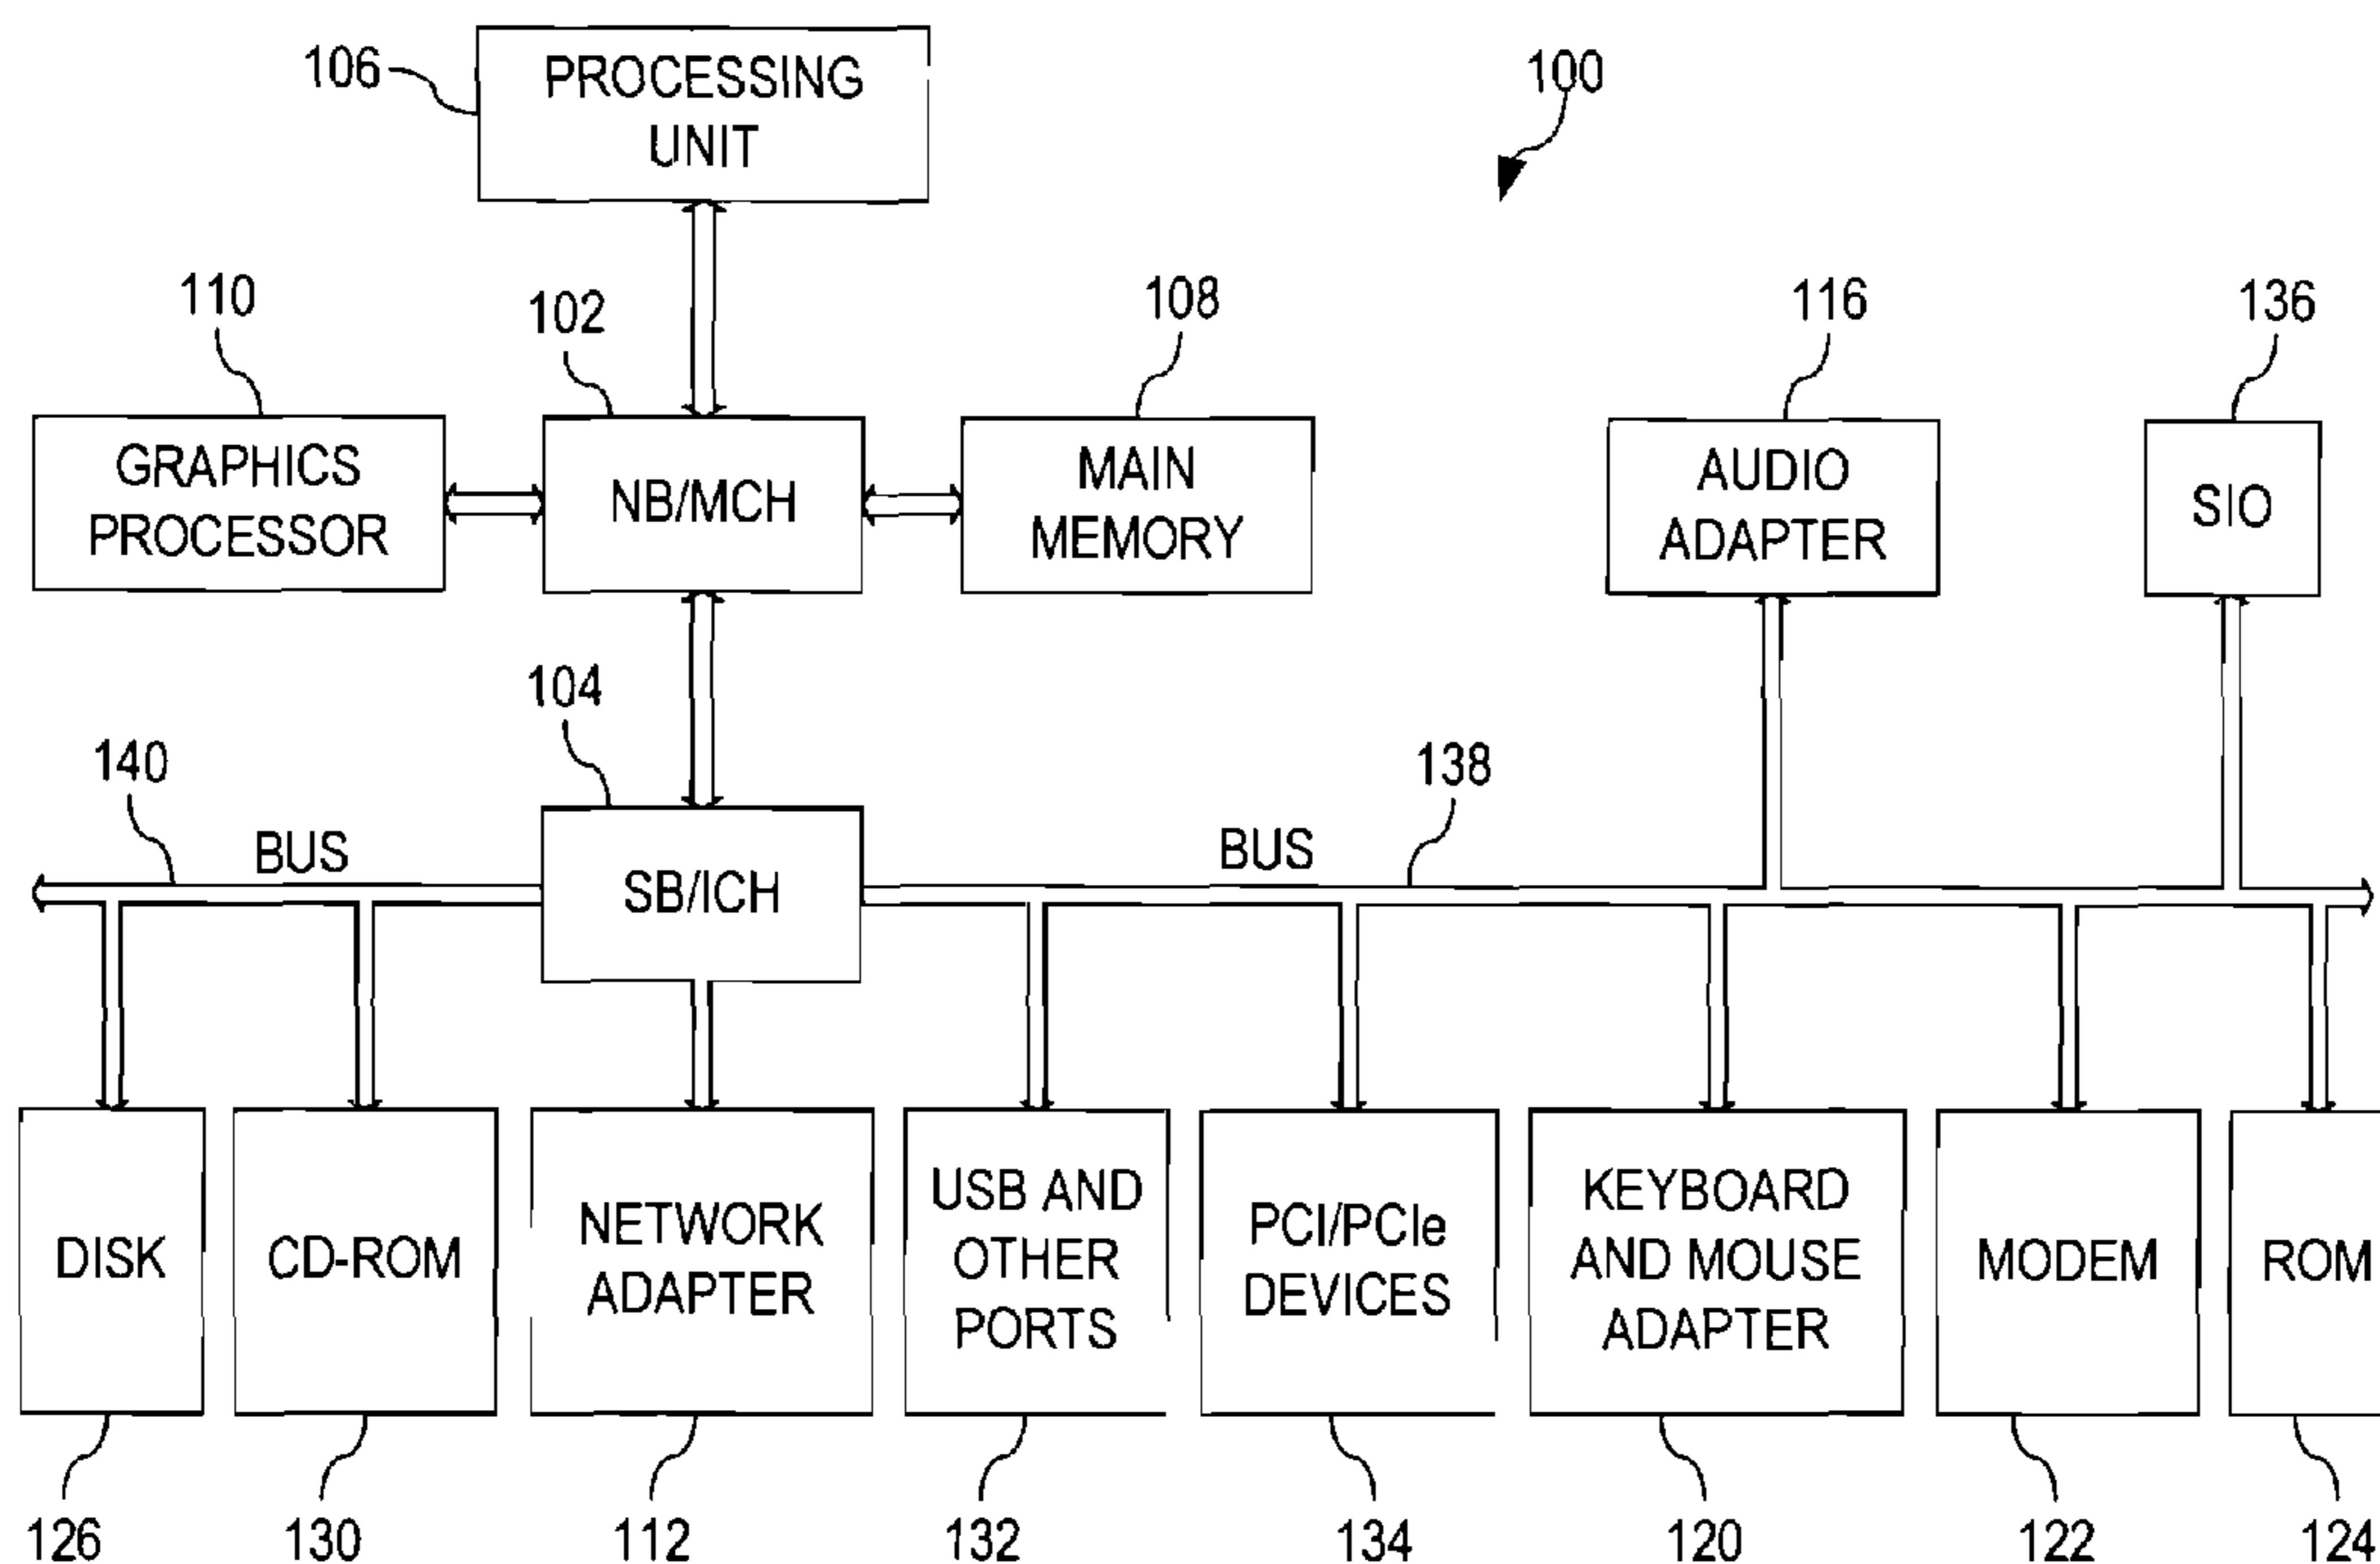 106
PROCESSING
UNIT
100
110
102
108
116
136
GRAPHICS
PROCESSOR
NB/MCH
MAIN
MEMORY
AUDIO
ADAPTER
SIO
104
140
138
BUS
SB/ICH
BUS
DISK
CD-ROM
NETWORK
ADAPTER
USB AND
OTHER
PORTS
PCI/PCIe
DEVICES
KEYBOARD
AND MOUSE
ADAPTER
MODEM
ROM
126
130
112
132
134
120
122
124